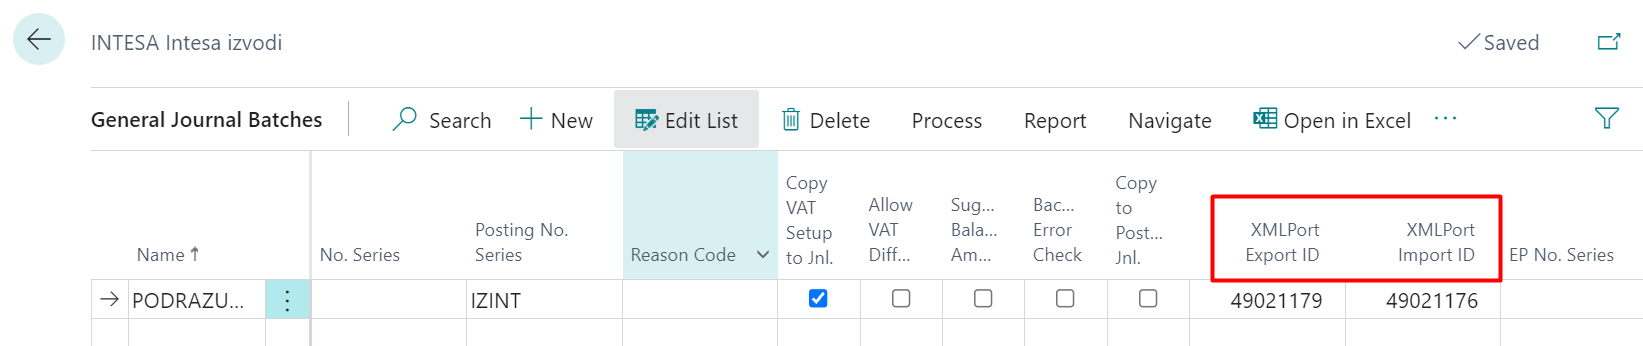 INTESA Intesa izvodi
Saved
General Journal Batches
Search
New
Edit List
Delete
Process
Report
Navigate
Open in Excel
...
Name ↑
No. Series
Posting No.
Series
Reason Code
Copy
VAT
Setup
to Jnl.
Allow
VAT
Diff...
Sug...
Bala...
Am...
Bac...
Error
Check
Copy
to
Post...
Jnl.
XMLPort
Export ID
XMLPort
Import ID
EP No. Series
PODRAZU...
IZINT
49021179
49021176